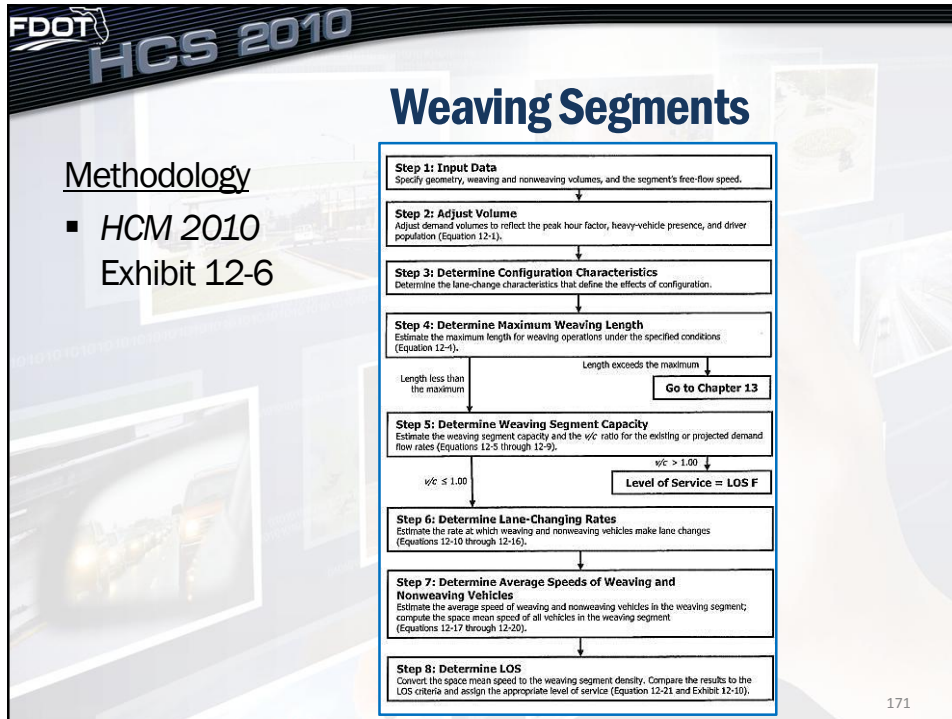 FDOT
HCS 2010
Weaving Segments
Methodology
▪ HCM 2010
Exhibit 12-6
Step 1: Input Data
Specify geometry, weaving and nonweaving volumes, and the segment's free-flow speed.
Step 2: Adjust Volume
Adjust demand volumes to reflect the peak hour factor, heavy-vehicle presence, and driver
population (Equation 12-1).
Step 3: Determine Configuration Characteristics
Determine the lane-change characteristics that define the effects of configuration.
Step 4: Determine Maximum Weaving Length
Estimate the maximum length for weaving operations under the specified conditions
(Equation 12-4).
Length exceeds the maximum
Length less than
the maximum
Go to Chapter 13
Step 5: Determine Weaving Segment Capacity
Estimate the weaving segment capacity and the v/c ratio for the existing or projected demand
flow rates (Equations 12-5 through 12-9).
v/c > 1.00
v/c ≤ 1.00
Level of Service = LOS F
Step 6: Determine Lane-Changing Rates
Estimate the rate at which weaving and nonweaving vehicles make lane changes
(Equations 12-10 through 12-16).
Step 7: Determine Average Speeds of Weaving and
Nonweaving Vehicles
Estimate the average speed of weaving and nonweaving vehicles in the weaving segment;
compute the space mean speed of all vehicles in the weaving segment
(Equations 12-17 through 12-20).
Step 8: Determine LOS
Convert the space mean speed to the weaving segment density. Compare the results to the
LOS criteria and assign the appropriate level of service (Equation 12-21 and Exhibit 12-10).
171